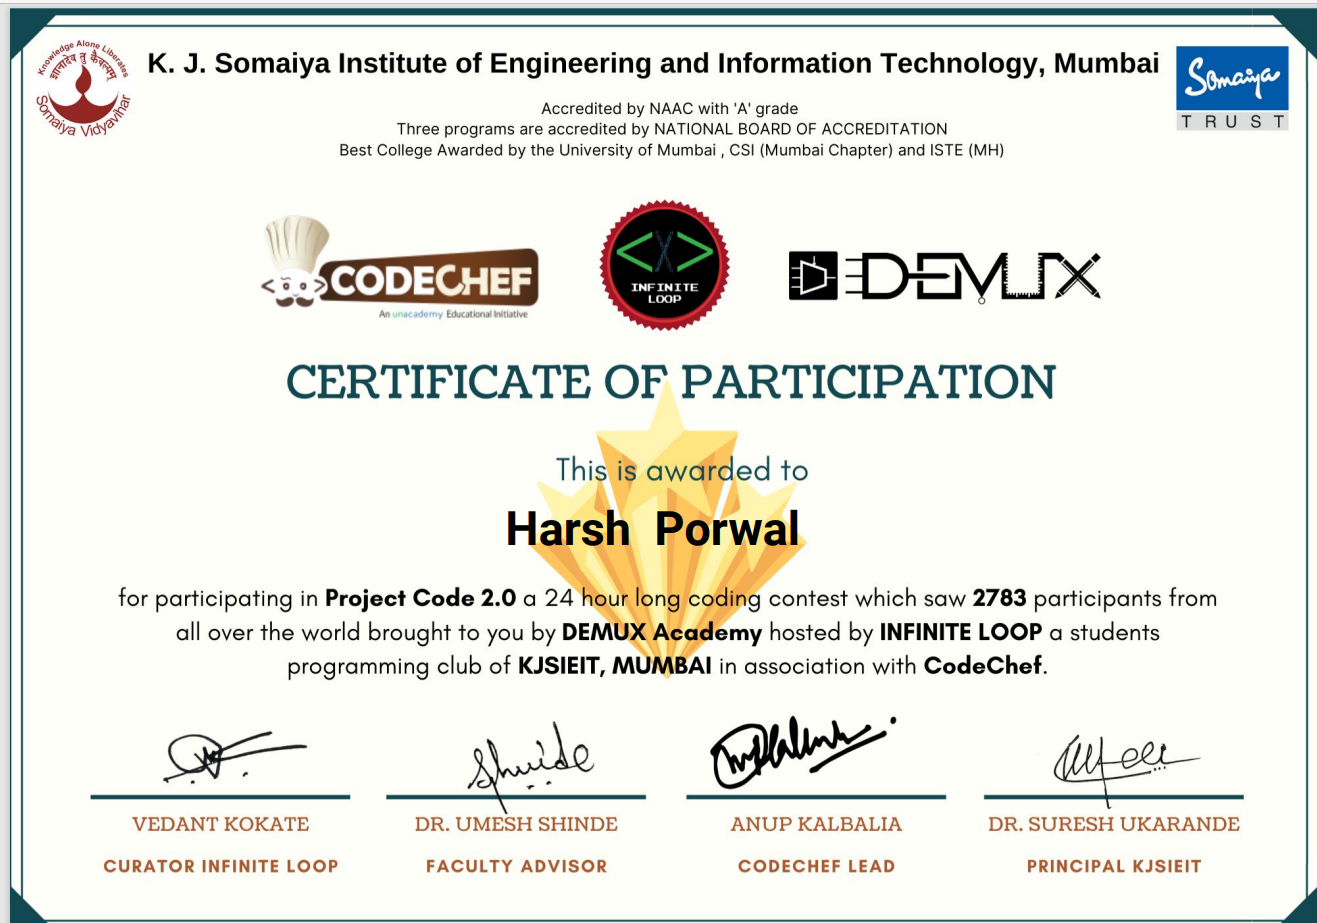 Knowledge Alone Liberates
ज्ञानादेव तु कैवल्यम्
Somaiya Vidyavihar
K. J. Somaiya Institute of Engineering and Information Technology, Mumbai
Somaiya
TRUST
Accredited by NAAC with 'A' grade
Three programs are accredited by NATIONAL BOARD OF ACCREDITATION
Best College Awarded by the University of Mumbai , CSI (Mumbai Chapter) and ISTE (MH)
CODECHEF
An unacademy Educational Initiative
<X>
INFINITE
LOOP
DEMUX
CERTIFICATE OF PARTICIPATION
This is awarded to
Harsh Porwal
for participating in Project Code 2.0 a 24 hour long coding contest which saw 2783 participants from
all over the world brought to you by DEMUX Academy hosted by INFINITE LOOP a students
programming club of KJSIEIT, MUMBAI in association with CodeChef.
Shinde
VEDANT KOKATE
DR. UMESH SHINDE
ANUP KALBALIA
DR. SURESH UKARANDE
CURATOR INFINITE LOOP
FACULTY ADVISOR
CODECHEF LEAD
PRINCIPAL KJSIEIT